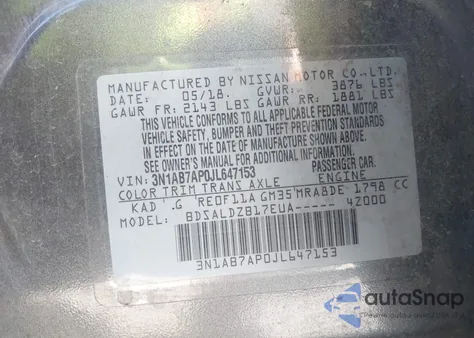 MANUFACTURED BY NISSAN MOTOR CO., LTD.
DATE: 05/18. GVWR: 3876 LBS
GAWR FR: 2143 LBS GAWR RR: 1881 LBS
THIS VEHICLE CONFORMS TO ALL APPLICABLE FEDERAL MOTOR
VEHICLE SAFETY, BUMPER AND THEFT PREVENTION STANDARDS
IN EFFECT ON THE DATE OF MANUFACTURE SHOWN ABOVE.
SEE OWNERS MANUAL FOR ADDITIONAL INFORMATION.
VIN: 3N1AB7AP0JL647153 PASSENGER CAR.
COLOR TRIM TRANS AXLE ENGINE
KAD G RE0F11A GM35 MRA8DE 1798 CC
MODEL: BDSALDZB17EUA----- 42000
3N1AB7AP0JL647153
autoSnap